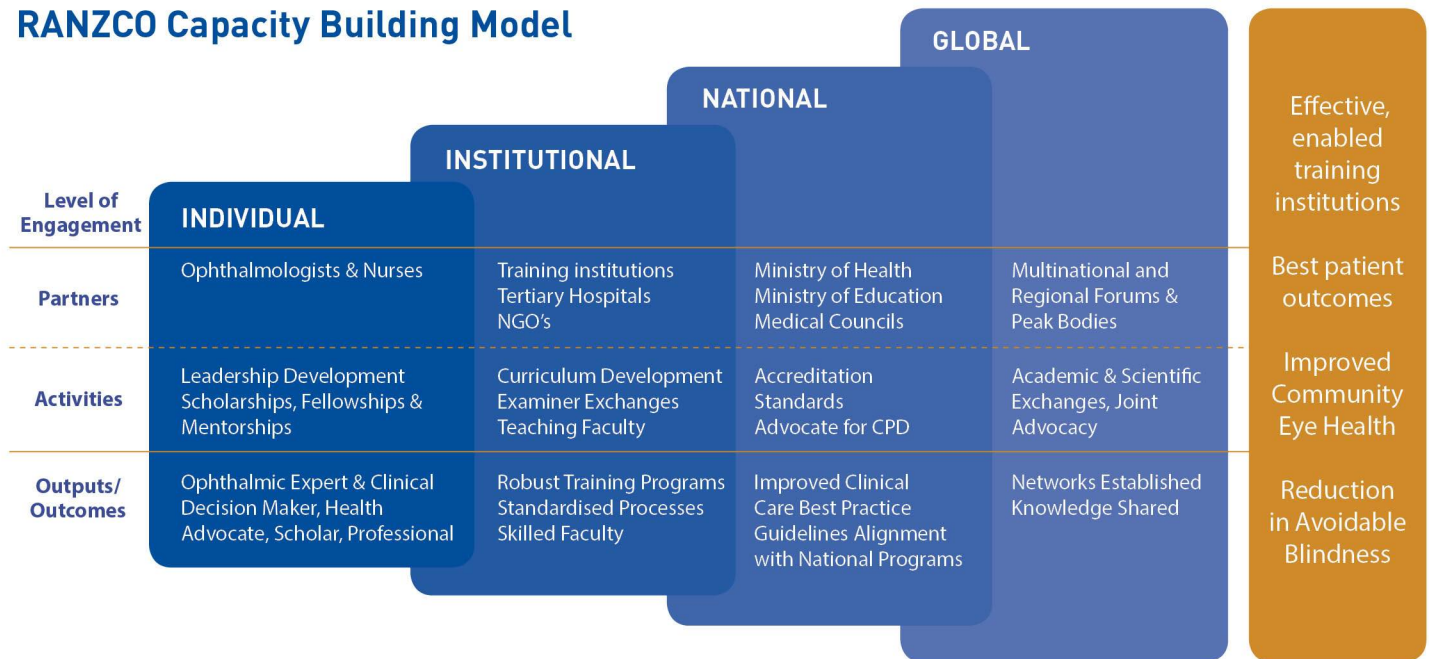 RANZCO Capacity Building Model
Level of
Engagement
INDIVIDUAL
INSTITUTIONAL
NATIONAL
GLOBAL
Partners
Ophthalmologists & Nurses
Training institutions
Tertiary Hospitals
NGO's
Ministry of Health
Ministry of Education
Medical Councils
Multinational and
Regional Forums &
Peak Bodies
Activities
Leadership Development
Scholarships, Fellowships &
Mentorships
Curriculum Development
Examiner Exchanges
Teaching Faculty
Accreditation
Standards
Advocate for CPD
Academic & Scientific
Exchanges, Joint
Advocacy
Outputs/
Outcomes
Ophthalmic Expert & Clinical
Decision Maker, Health
Advocate, Scholar, Professional
Robust Training Programs
Standardised Processes
Skilled Faculty
Improved Clinical
Care Best Practice
Guidelines Alignment
with National Programs
Networks Established
Knowledge Shared
Effective,
enabled
training
institutions
Best patient
outcomes
Improved
Community
Eye Health
Reduction
in Avoidable
Blindness